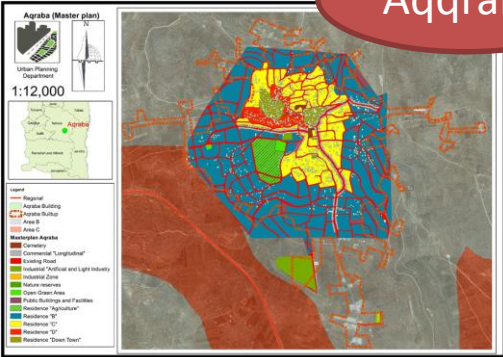 Aqqra
Aqraba (Master plan)
N
Urban Planning
Department
1:12,000
Aqraba
Legend
Regional
Aqraba Building
Aqraba Builtup
Area B
Area C
Masterplan Aqraba
Cemetery
Commercial "Longitudinal"
Existing Road
Industrial "Artificial and Light Industry
Industrial Zone
Nature reserves
Open Green Area
Public Buildings and Facilities
Residence "Agriculture"
Residence "B"
Residence "C"
Residence "D"
Residence "Down Town"